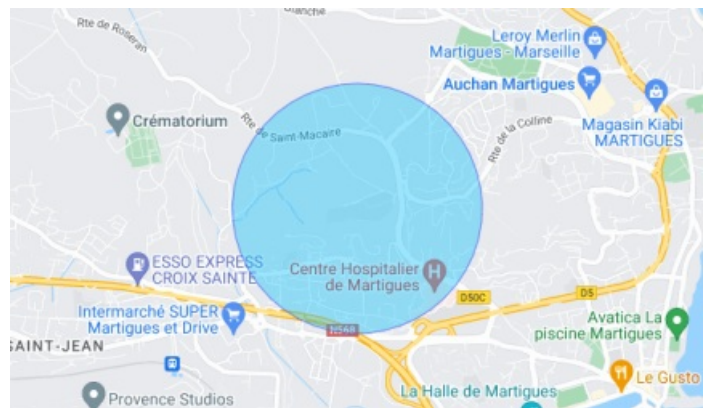 Blanche
Rte de Rolleran
Leroy Merlin
Martigues - Marseille
Auchan Martigues
Crématorium
Rte de Saint-Macaire
Rte de la Colline
Magasin Kiabi
MARTIGUES
ESSO EXPRESS
CROIX SAINTE
Centre Hospitalier
de Martigues
D50C
D5
Intermarché SUPER
Martigues et Drive
N568
Avatica La
piscine Martigues
SAINT-JEAN
Le Gusto
La Halle de Martigues
Provence Studios